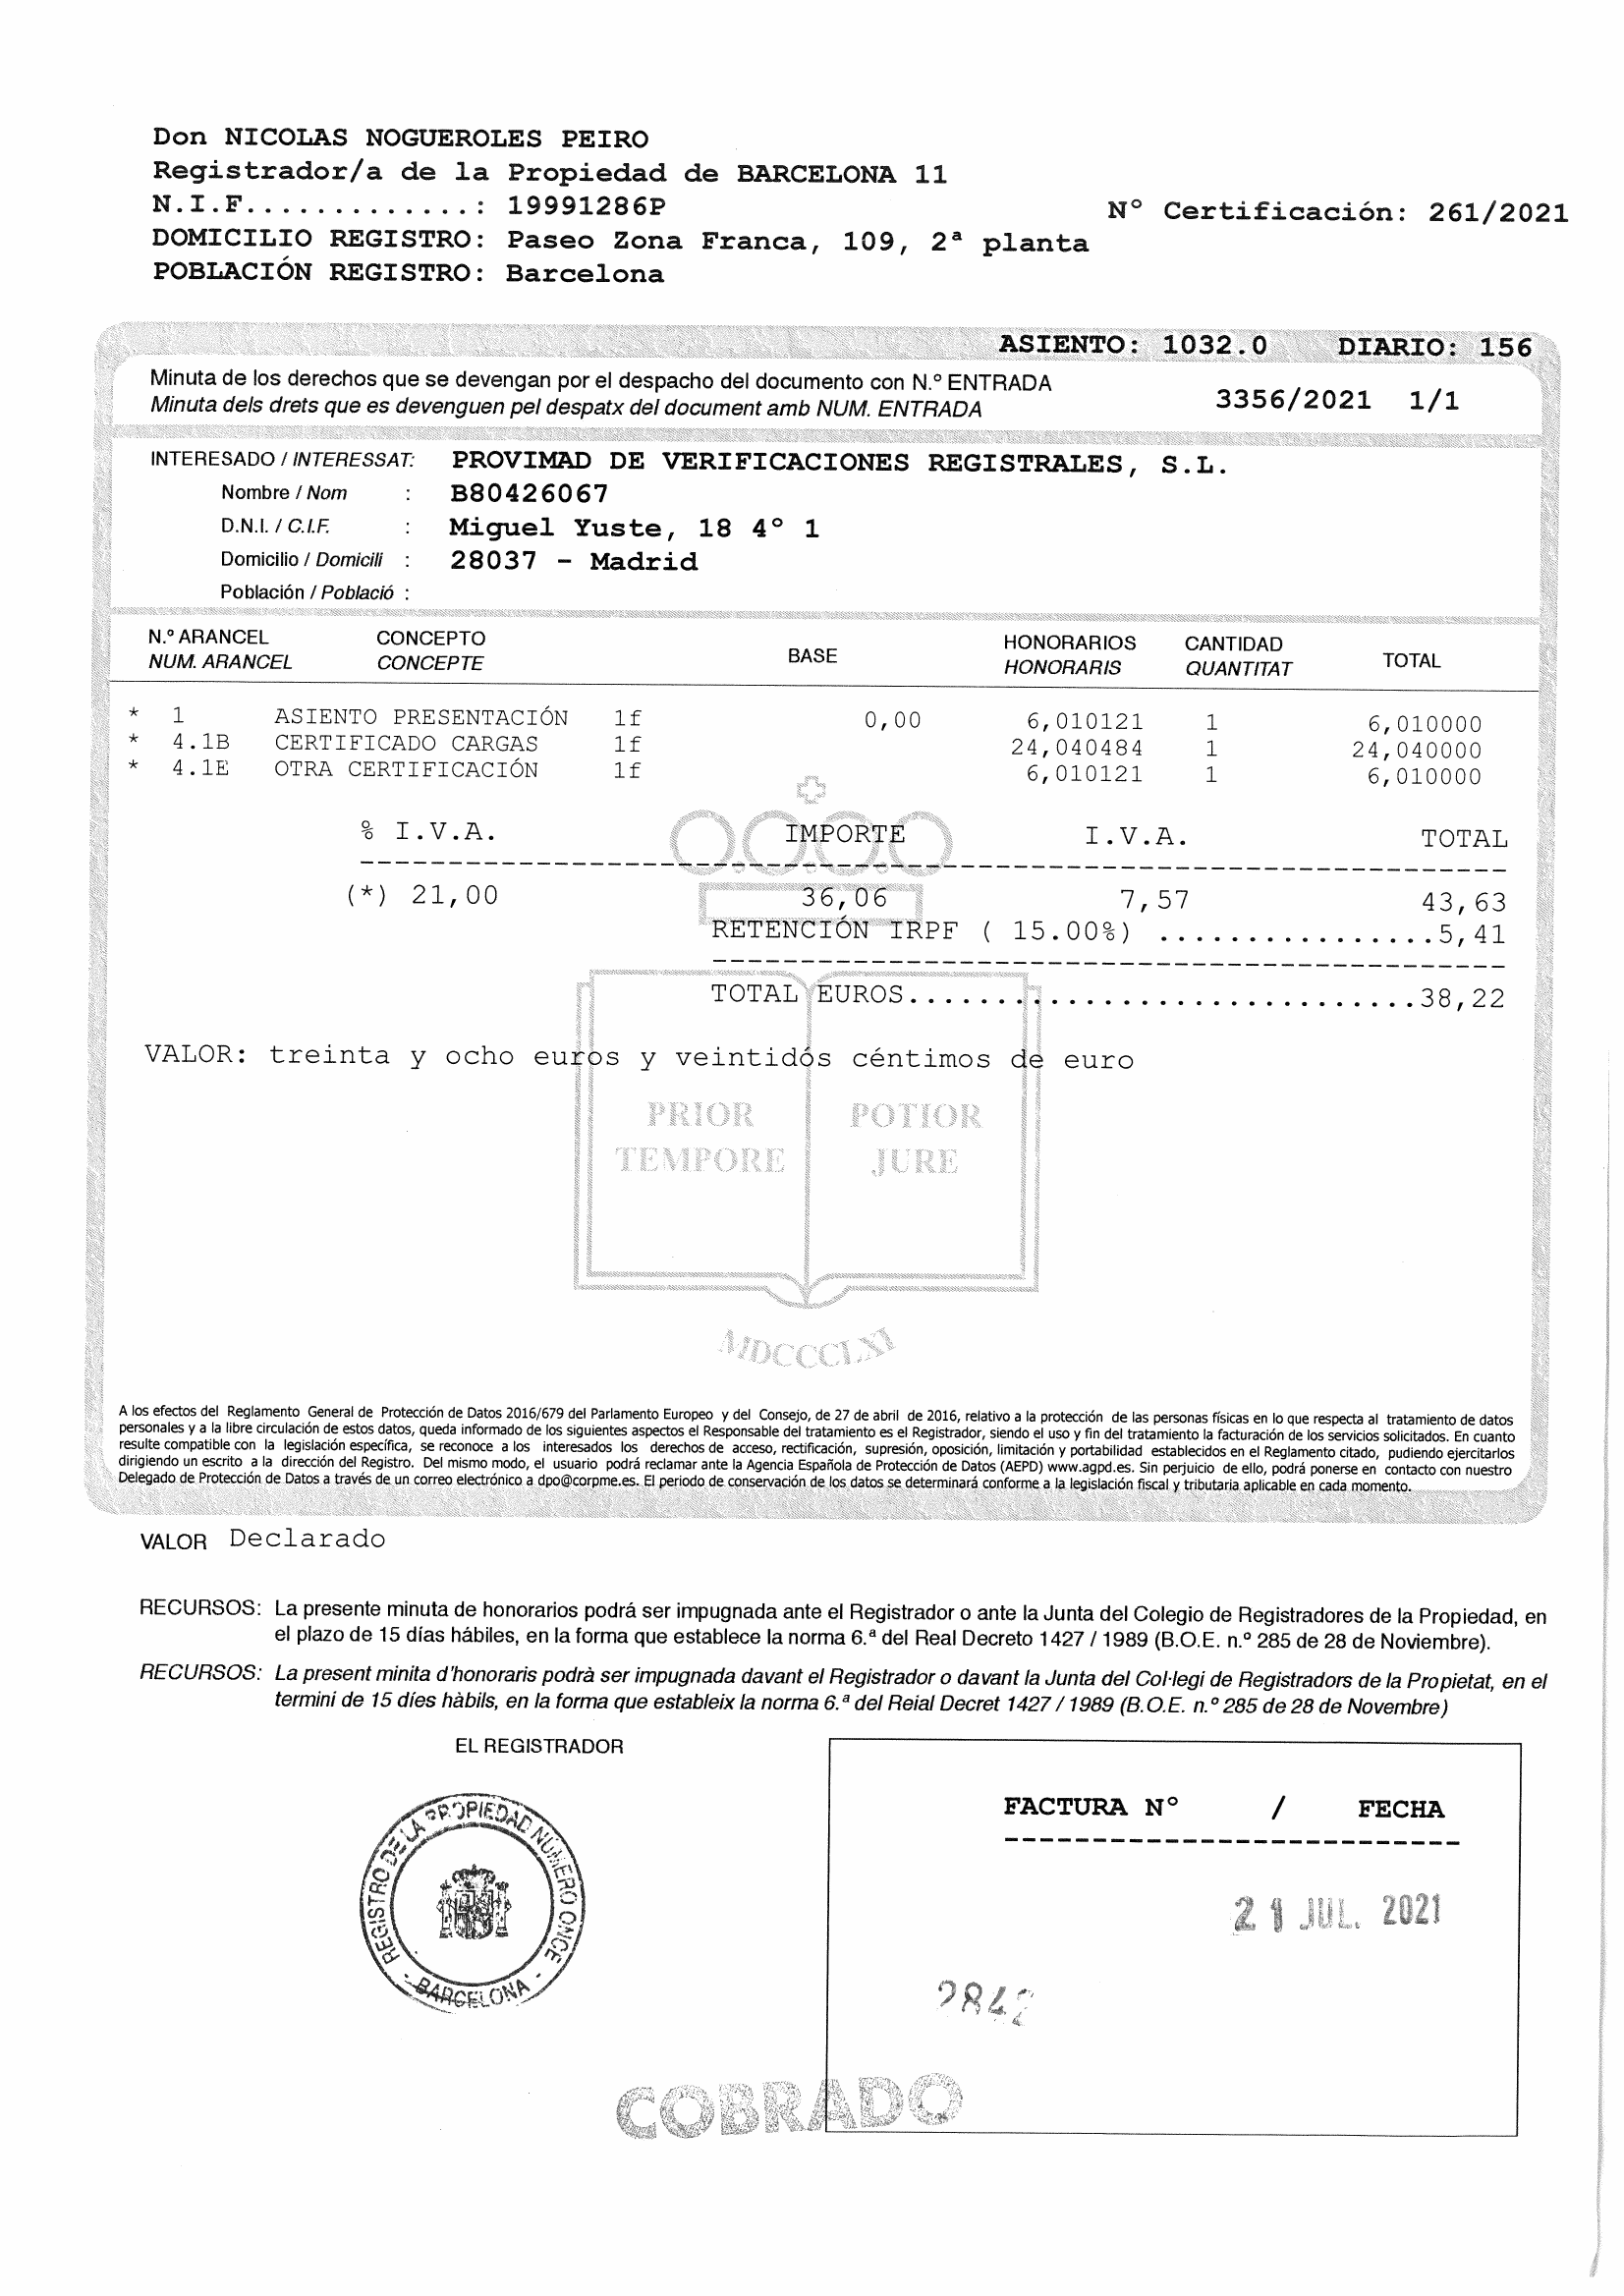 Don NICOLAS NOGUEROLES PEIRO
Registrador/a de la Propiedad de BARCELONA 11
N.I.F.............: 19991286P
Nº Certificación: 261/2021
DOMICILIO REGISTRO: Paseo Zona Franca, 109, 2ª planta
POBLACIÓN REGISTRO: Barcelona
ASIENTO: 1032.0 DIARIO: 156
Minuta de los derechos que se devengan por el despacho del documento con N.º ENTRADA
Minuta dels drets que es devenguen pel despatx del document amb NUM. ENTRADA
3356/2021 1/1
INTERESADO / INTERESSAT: PROVIMAD DE VERIFICACIONES REGISTRALES, S.L.
Nombre / Nom : B80426067
D.N.I. / C.I.F. : Miguel Yuste, 18 4º 1
Domicilio / Domicili : 28037 - Madrid
Población / Població :
N.º ARANCEL CONCEPTO BASE HONORARIOS CANTIDAD TOTAL
NUM. ARANCEL CONCEPTE HONORARIS QUANTITAT
* 1 ASIENTO PRESENTACIÓN 1f 0,00 6,010121 1 6,010000
* 4.1B CERTIFICADO CARGAS 1f 24,040484 1 24,040000
* 4.1E OTRA CERTIFICACIÓN 1f 6,010121 1 6,010000
% I.V.A. IMPORTE I.V.A. TOTAL
(*) 21,00 36,06 7,57 43,63
RETENCIÓN IRPF ( 15.00%) ................5,41
TOTAL EUROS.............................38,22
VALOR: treinta y ocho euros y veintidós céntimos de euro
PRIOR POTIOR
TEMPORE JURE
MDCCCLXI
A los efectos del Reglamento General de Protección de Datos 2016/679 del Parlamento Europeo y del Consejo, de 27 de abril de 2016, relativo a la protección de las personas físicas en lo que respecta al tratamiento de datos
personales y a la libre circulación de estos datos, queda informado de los siguientes aspectos el Responsable del tratamiento es el Registrador, siendo el uso y fin del tratamiento la facturación de los servicios solicitados. En cuanto
resulte compatible con la legislación específica, se reconoce a los interesados los derechos de acceso, rectificación, supresión, oposición, limitación y portabilidad establecidos en el Reglamento citado, pudiendo ejercitarlos
dirigiendo un escrito a la dirección del Registro. Del mismo modo, el usuario podrá reclamar ante la Agencia Española de Protección de Datos (AEPD) www.agpd.es. Sin perjuicio de ello, podrá ponerse en contacto con nuestro
Delegado de Protección de Datos a través de un correo electrónico a dpo@corpme.es. El periodo de conservación de los datos se determinará conforme a la legislación fiscal y tributaria aplicable en cada momento.
VALOR Declarado
RECURSOS: La presente minuta de honorarios podrá ser impugnada ante el Registrador o ante la Junta del Colegio de Registradores de la Propiedad, en
el plazo de 15 días hábiles, en la forma que establece la norma 6.ª del Real Decreto 1427 / 1989 (B.O.E. n.º 285 de 28 de Noviembre).
RECURSOS: La present minita d'honoraris podrà ser impugnada davant el Registrador o davant la Junta del Col·legi de Registradors de la Propietat, en el
termini de 15 díes hàbils, en la forma que estableix la norma 6.ª del Reial Decret 1427 / 1989 (B.O.E. n.º 285 de 28 de Novembre)
EL REGISTRADOR
REGISTRO DE LA PROPIEDAD NÚMERO ONCE
- BARCELONA -
FACTURA Nº / FECHA
21 JUL. 2021
2842
COBRADO